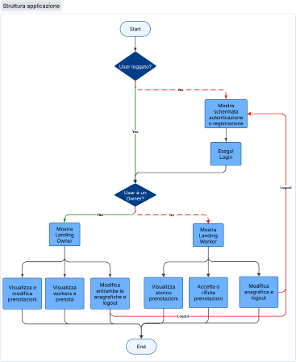 Struttura applicazione
Start
User loggato?
No
Mostra
schermata
autenticazione
o registrazione
Yes
Esegui
Login
logout
User è un
Owner?
Yes
No
Mostra
Landing
Owner
Mostra
Landing
Worker
Visualizza e
modifica
prenotazioni
Visualizza
workers e
prenota
Modifica
entrambe le
anagrafiche o
logout
Visualizza
storico
prenotazioni
Accetta o
rifiuta
prenotazioni
Modifica
anagrafica o
logout
Logout
End